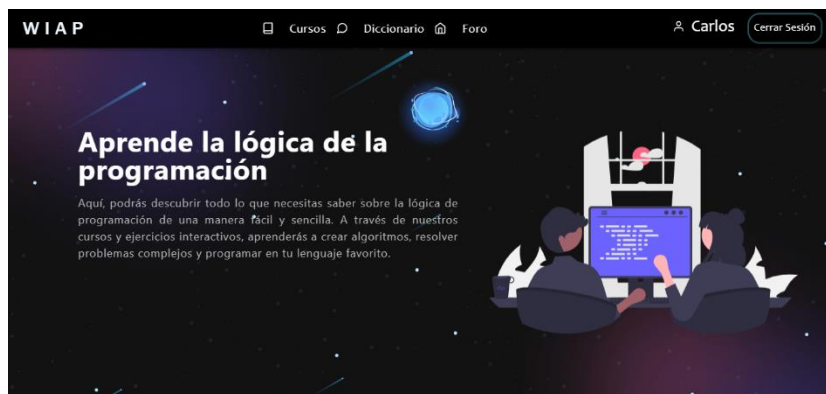 WIAP
Cursos Diccionario Foro
Carlos Cerrar Sesión
Aprende la lógica de la
programación
Aquí, podrás descubrir todo lo que necesitas saber sobre la lógica de
programación de una manera fácil y sencilla. A través de nuestros
cursos y ejercicios interactivos, aprenderás a crear algoritmos, resolver
problemas complejos y programar en tu lenguaje favorito.